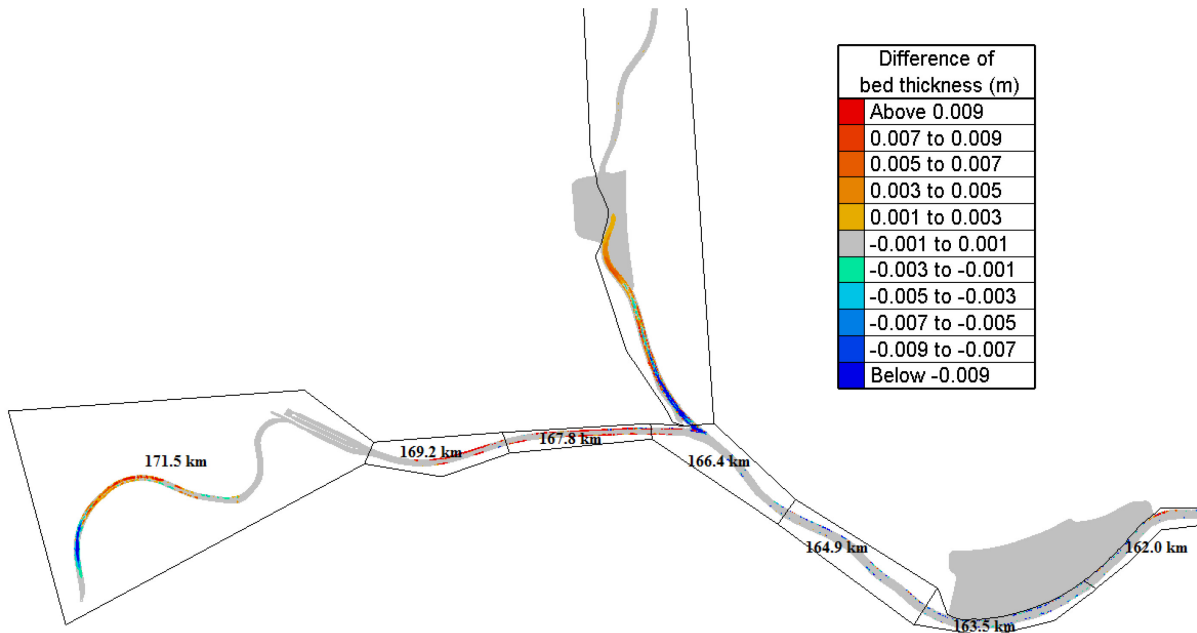 Difference of
bed thickness (m)
Above 0.009
0.007 to 0.009
0.005 to 0.007
0.003 to 0.005
0.001 to 0.003
-0.001 to 0.001
-0.003 to -0.001
-0.005 to -0.003
-0.007 to -0.005
-0.009 to -0.007
Below -0.009
171.5 km
169.2 km
167.8 km
166.4 km
164.9 km
163.5 km
162.0 km